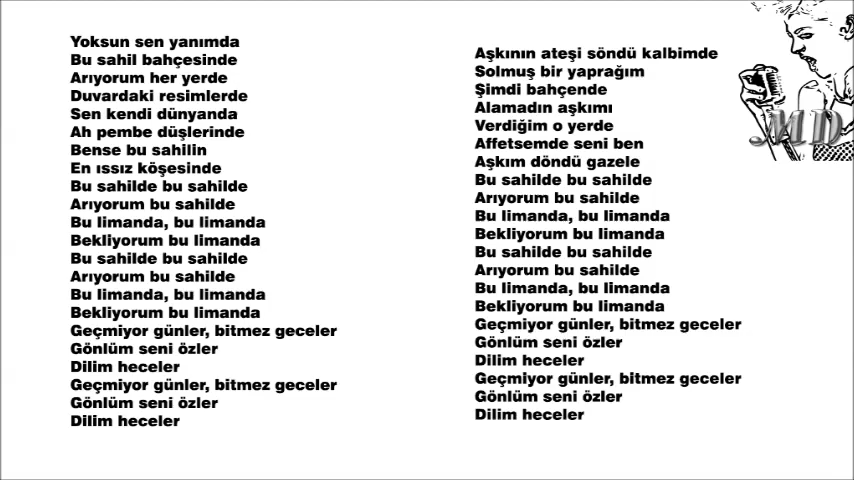 Yoksun sen yanımda
Bu sahil bahçesinde
Arıyorum her yerde
Duvardaki resimlerde
Sen kendi dünyanda
Ah pembe düşlerinde
Bense bu sahilin
En ıssız köşesinde
Bu sahilde bu sahilde
Arıyorum bu sahilde
Bu limanda, bu limanda
Bekliyorum bu limanda
Bu sahilde bu sahilde
Arıyorum bu sahilde
Bu limanda, bu limanda
Bekliyorum bu limanda
Geçmiyor günler, bitmez geceler
Gönlüm seni özler
Dilim heceler
Geçmiyor günler, bitmez geceler
Gönlüm seni özler
Dilim heceler
Aşkının ateşi söndü kalbimde
Solmuş bir yaprağım
Şimdi bahçende
Alamadın aşkımı
Verdiğim o yerde
Affetsemde seni ben
Aşkım döndü gazele
Bu sahilde bu sahilde
Arıyorum bu sahilde
Bu limanda, bu limanda
Bekliyorum bu limanda
Bu sahilde bu sahilde
Arıyorum bu sahilde
Bu limanda, bu limanda
Bekliyorum bu limanda
Geçmiyor günler, bitmez geceler
Gönlüm seni özler
Dilim heceler
Geçmiyor günler, bitmez geceler
Gönlüm seni özler
Dilim heceler
MD